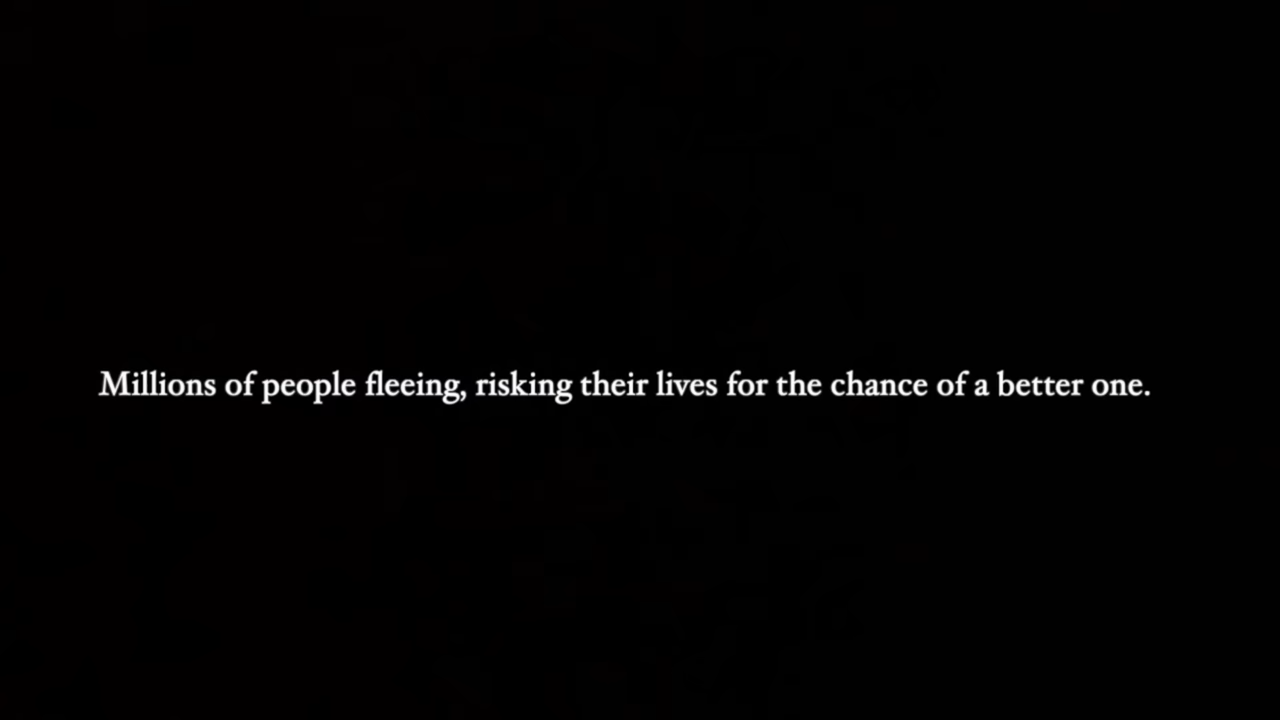 Millions of people fleeing, risking their lives for the chance of a better one.